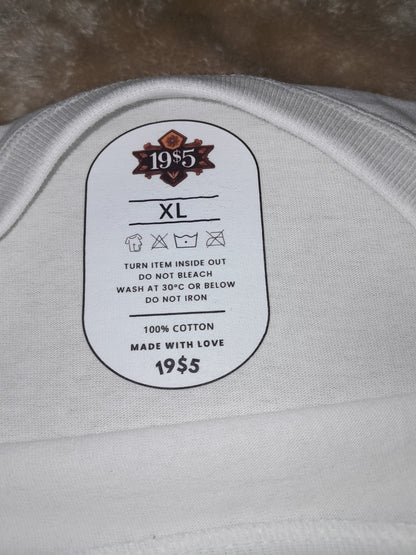 19$5
XL
TURN ITEM INSIDE OUT
DO NOT BLEACH
WASH AT 30°C OR BELOW
DO NOT IRON
100% COTTON
MADE WITH LOVE
19$5